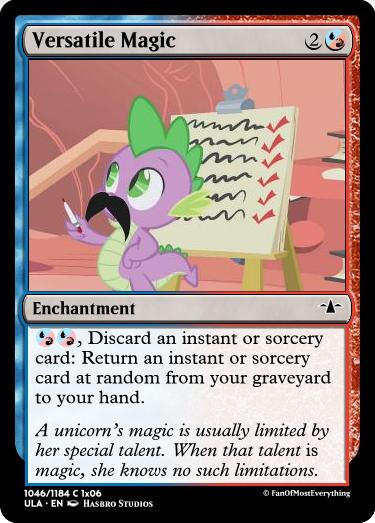 Versatile Magic 2
Enchantment
, Discard an instant or sorcery
card: Return an instant or sorcery
card at random from your graveyard
to your hand.
A unicorn's magic is usually limited by
her special talent. When that talent is
magic, she knows no such limitations.
1046/1184 C 1x06
ULA • EN Hasbro Studios
© FanOfMostEverything